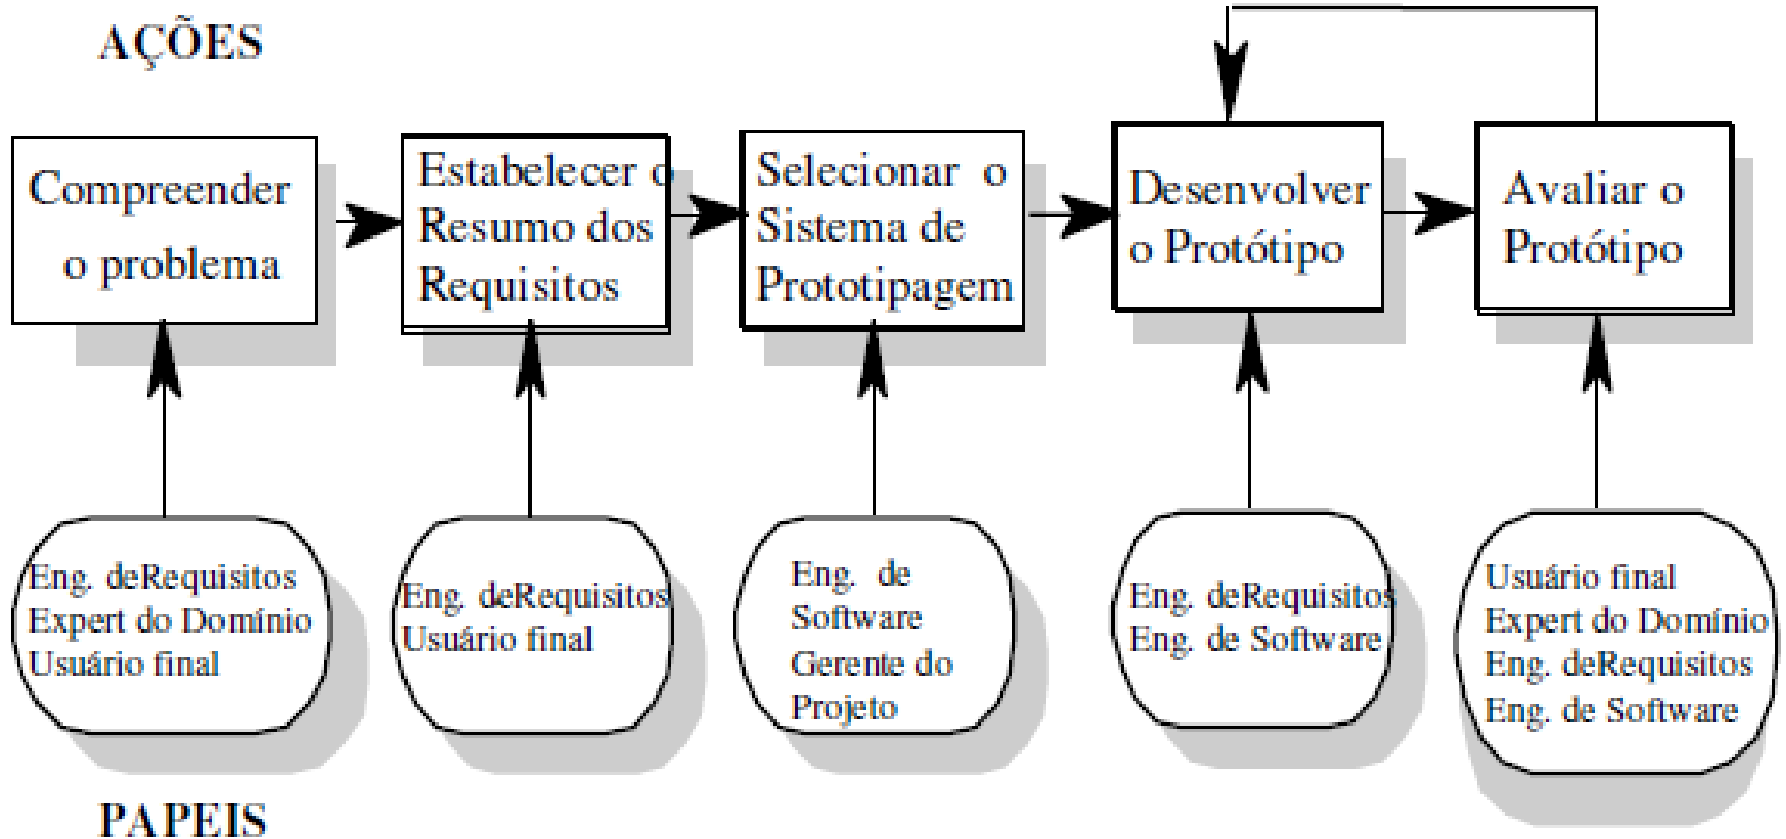 AÇÕES
Compreender
o problema
Estabelecer o
Resumo dos
Requisitos
Selecionar o
Sistema de
Prototipagem
Desenvolver
o Protótipo
Avaliar o
Protótipo
Eng. deRequisitos
Expert do Domínio
Usuário final
Eng. deRequisitos
Usuário final
Eng. de
Software
Gerente do
Projeto
Eng. deRequisitos
Eng. de Software
Usuário final
Expert do Domínio
Eng. deRequisitos
Eng. de Software
PAPEIS